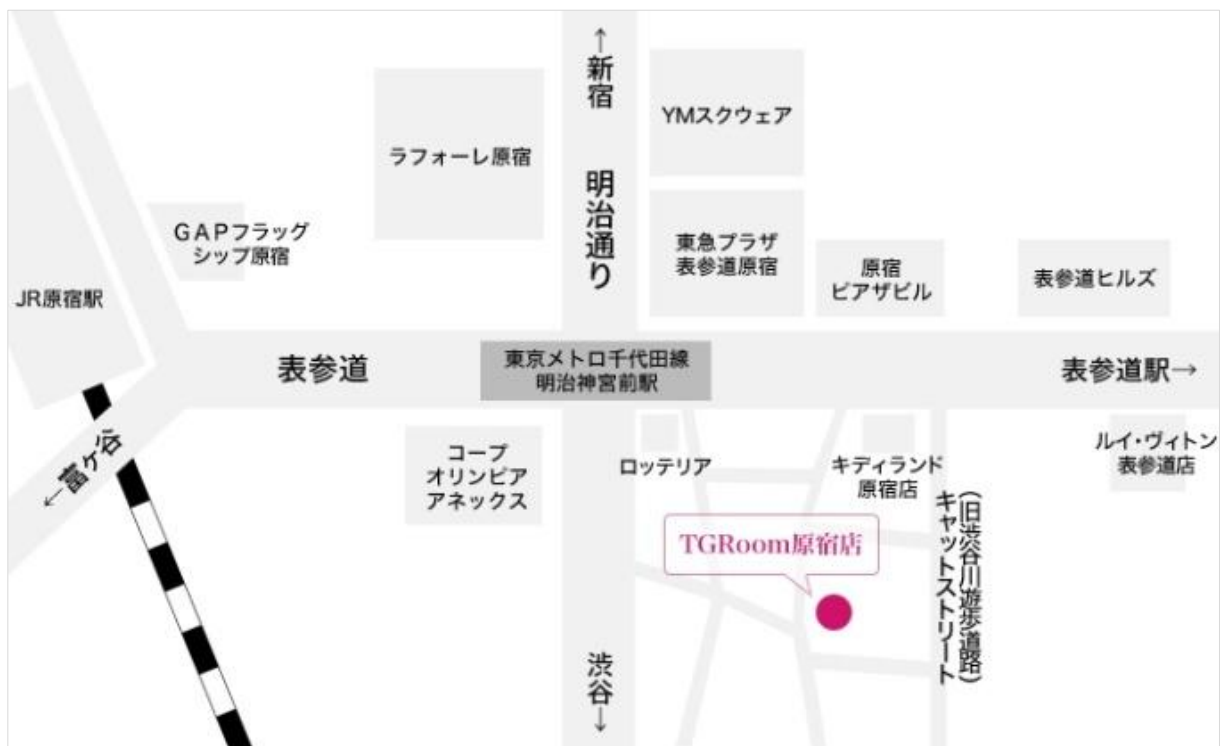 ↑新宿
明治通り
YMスクウェア
ラフォーレ原宿
GAPフラッグ
シップ原宿
東急プラザ
表参道原宿
原宿
ピアザビル
表参道ヒルズ
JR原宿駅
表参道
東京メトロ千代田線
明治神宮前駅
表参道駅→
←富ヶ谷
コープ
オリンピア
アネックス
ロッテリア
キディランド
原宿店
ルイ・ヴィトン
表参道店
(旧渋谷川遊歩道路)
キャットストリート
TGRoom原宿店
渋谷↓